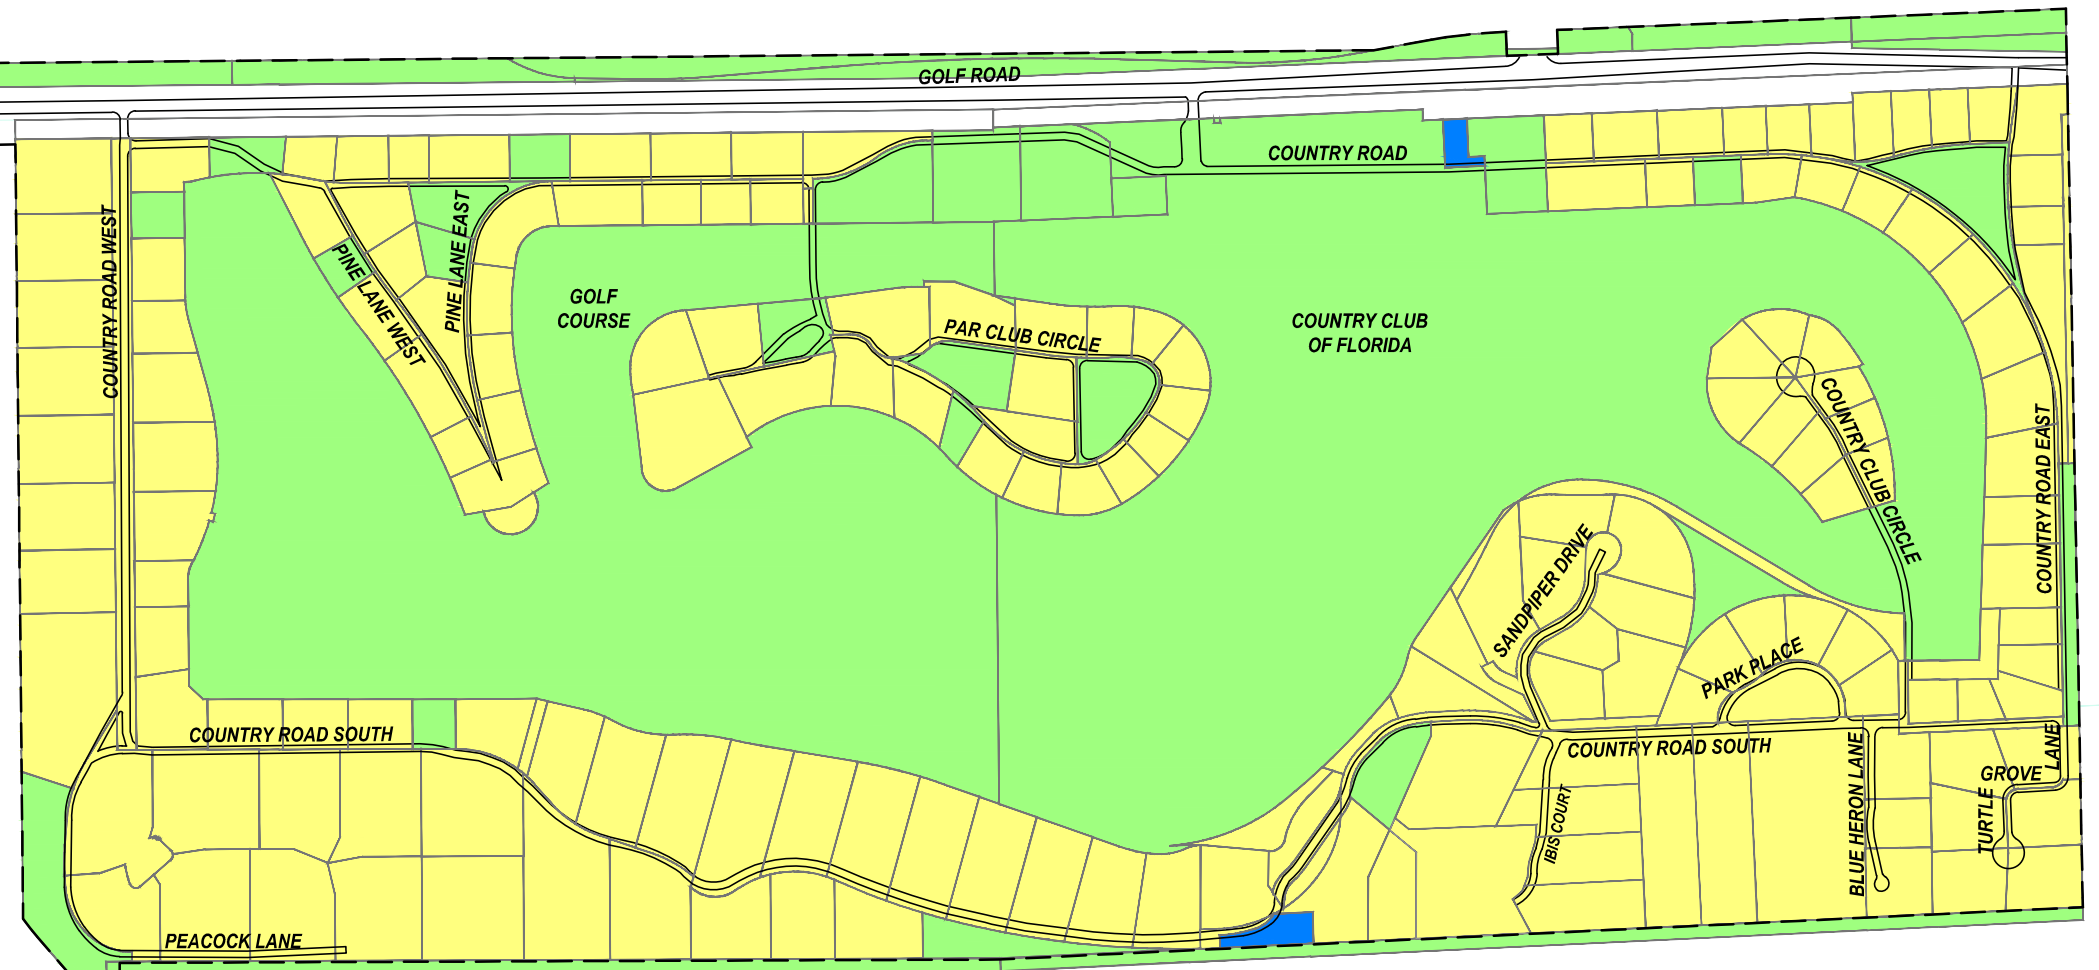 GOLF ROAD
COUNTRY ROAD
COUNTRY ROAD WEST
PINE LANE WEST
PINE LANE EAST
GOLF
COURSE
PAR CLUB CIRCLE
COUNTRY CLUB
OF FLORIDA
COUNTRY CLUB CIRCLE
COUNTRY ROAD EAST
SANDPIPER DRIVE
PARK PLACE
COUNTRY ROAD SOUTH
COUNTRY ROAD SOUTH
IBIS COURT
BLUE HERON LANE
TURTLE
GROVE
LANE
PEACOCK LANE